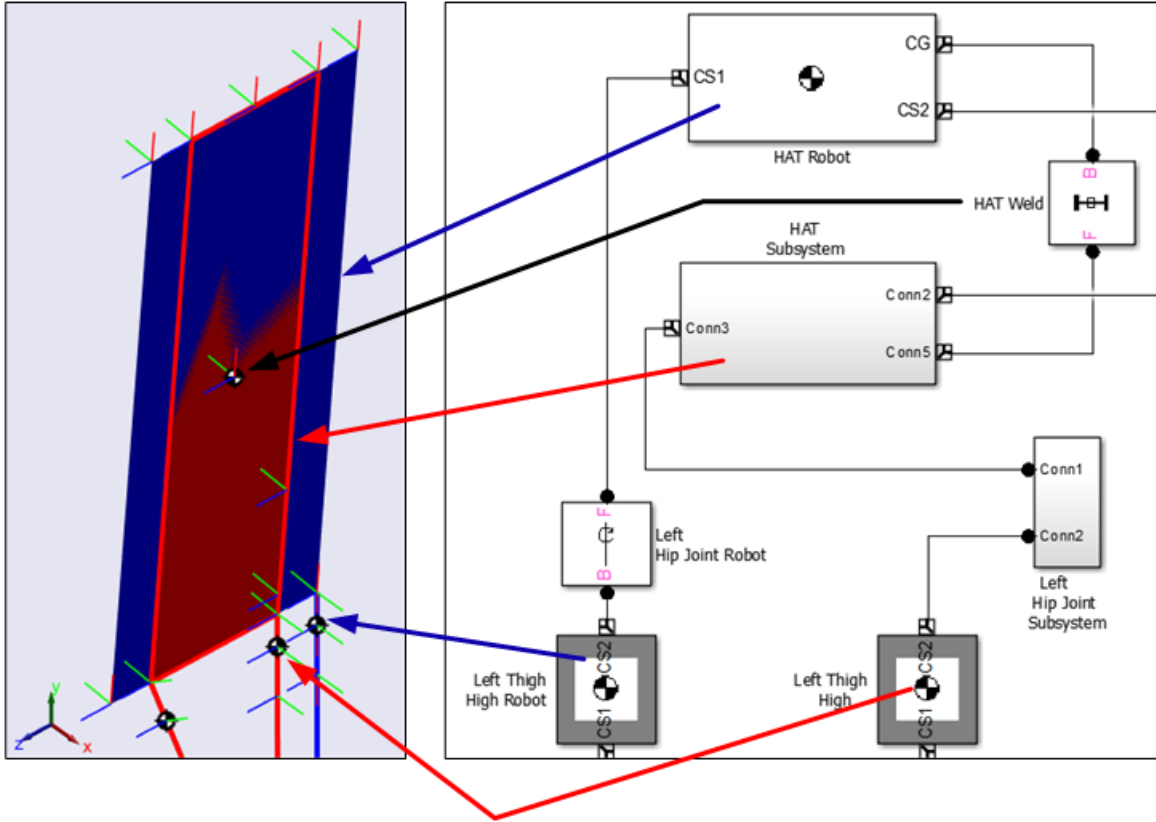 CG
CS1
CS2
HAT Robot
B
HAT Weld
F
HAT
Subsystem
Conn2
Conn3
Conn5
Conn1
Conn2
Left
Hip Joint
Subsystem
F
Left
Hip Joint Robot
B
CS2
Left Thigh
High Robot
CS1
CS2
Left Thigh
High
CS1
y
z
x